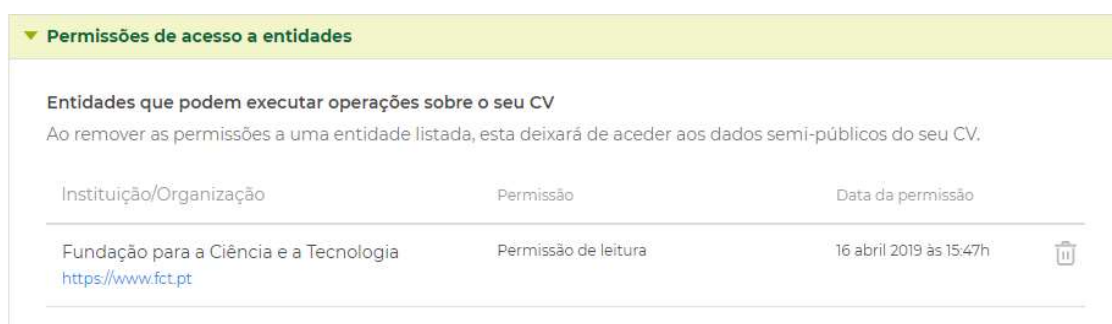 Permissões de acesso a entidades
Entidades que podem executar operações sobre o seu CV
Ao remover as permissões a uma entidade listada, esta deixará de aceder aos dados semi-públicos do seu CV.
Instituição/Organização Permissão Data da permissão
Fundação para a Ciência e a Tecnologia Permissão de leitura 16 abril 2019 às 15:47h
https://www.fct.pt